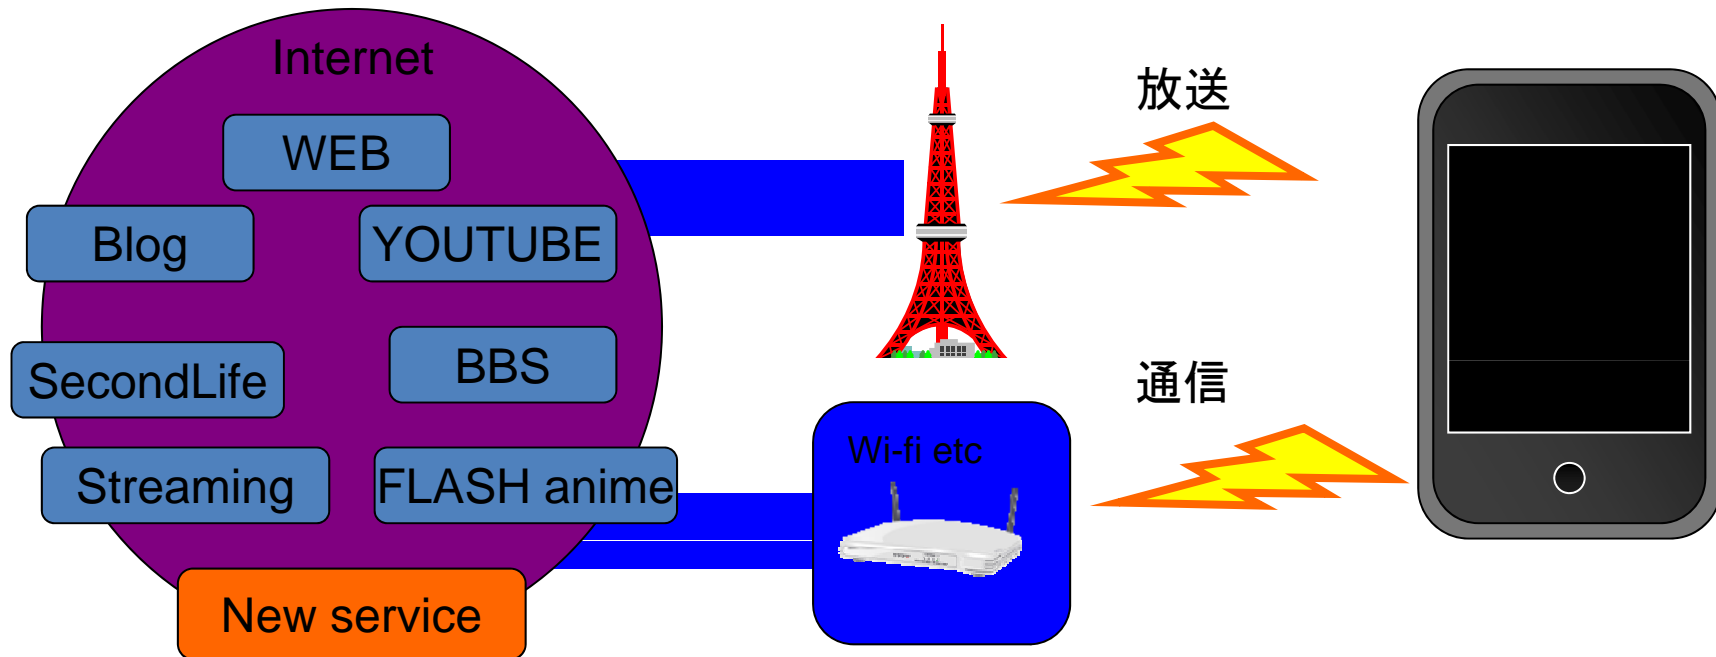 Internet
WEB
Blog
YOUTUBE
SecondLife
BBS
Streaming
FLASH anime
New service
放送
通信
Wi-fi etc